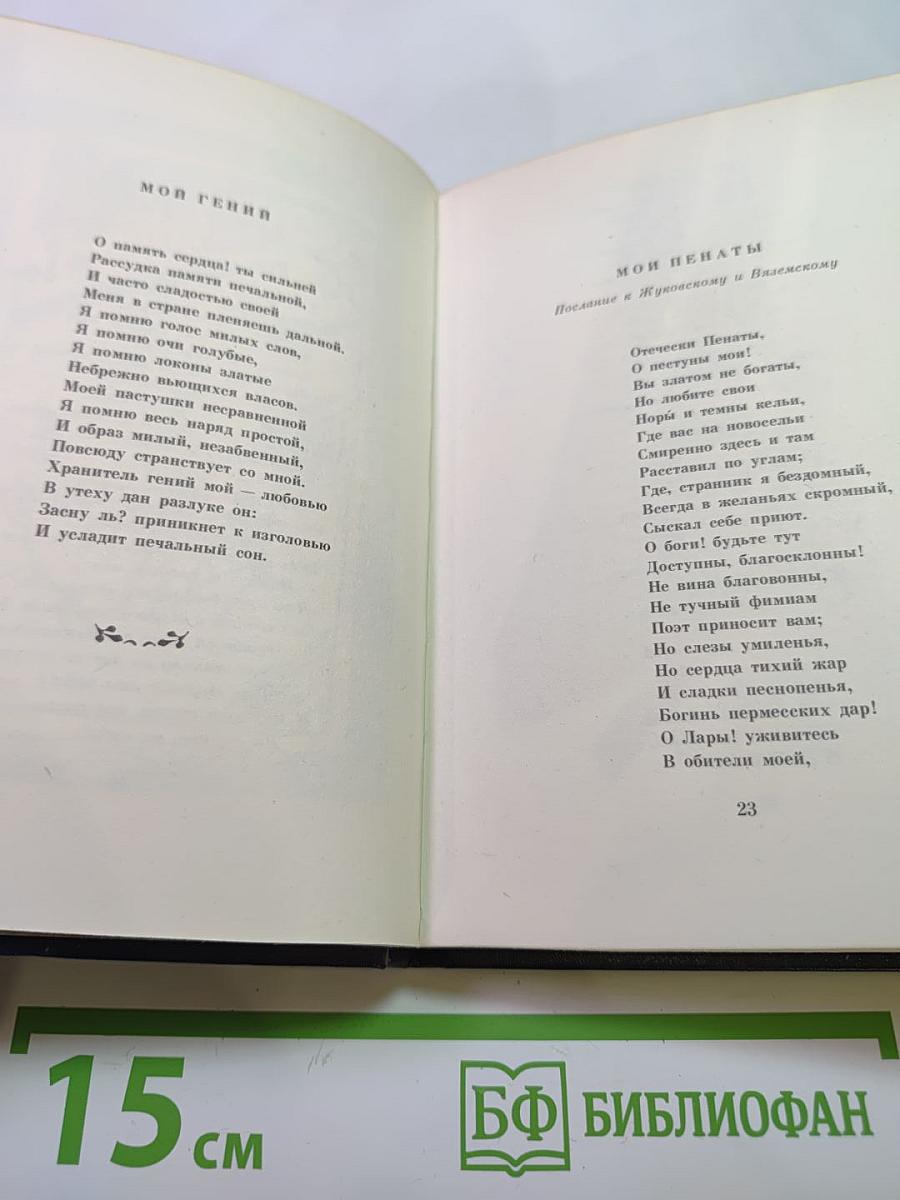 МОЙ ГЕНИЙ
О память сердца! ты сильней
Рассудка памяти печальной,
И часто сладостью своей
Меня в стране пленяешь дальной.
Я помню голос милых слов,
Я помню очи голубые,
Я помню локоны златые
Небрежно вьющихся власов.
Моей пастушки несравненной
Я помню весь наряд простой,
И образ милый, незабвенный,
Повсюду странствует со мной.
Хранитель гений мой — любовью
В утеху дан разлуке он:
Засну ль? приникнет к изголовью
И усладит печальный сон.
МОИ ПЕНАТЫ
Послание к Жуковскому и Вяземскому
Отечески Пенаты,
О пестуны мои!
Вы златом не богаты,
Но любите свои
Норы́ и темны кельи,
Где вас на новосельи
Смиренно здесь и там
Расставил по углам;
Где, странник я бездомный,
Всегда в желаньях скромный,
Сыскал себе приют.
О боги! будьте тут
Доступны, благосклонны!
Не вина благовонны,
Не тучный фимиам
Поэт приносит вам;
Но слезы умиленья,
Но сердца тихий жар
И сладки песнопенья,
Богинь пермесских дар!
О Лары! уживитесь
В обители моей,
23
15 см
БФ БИБЛИОФАН